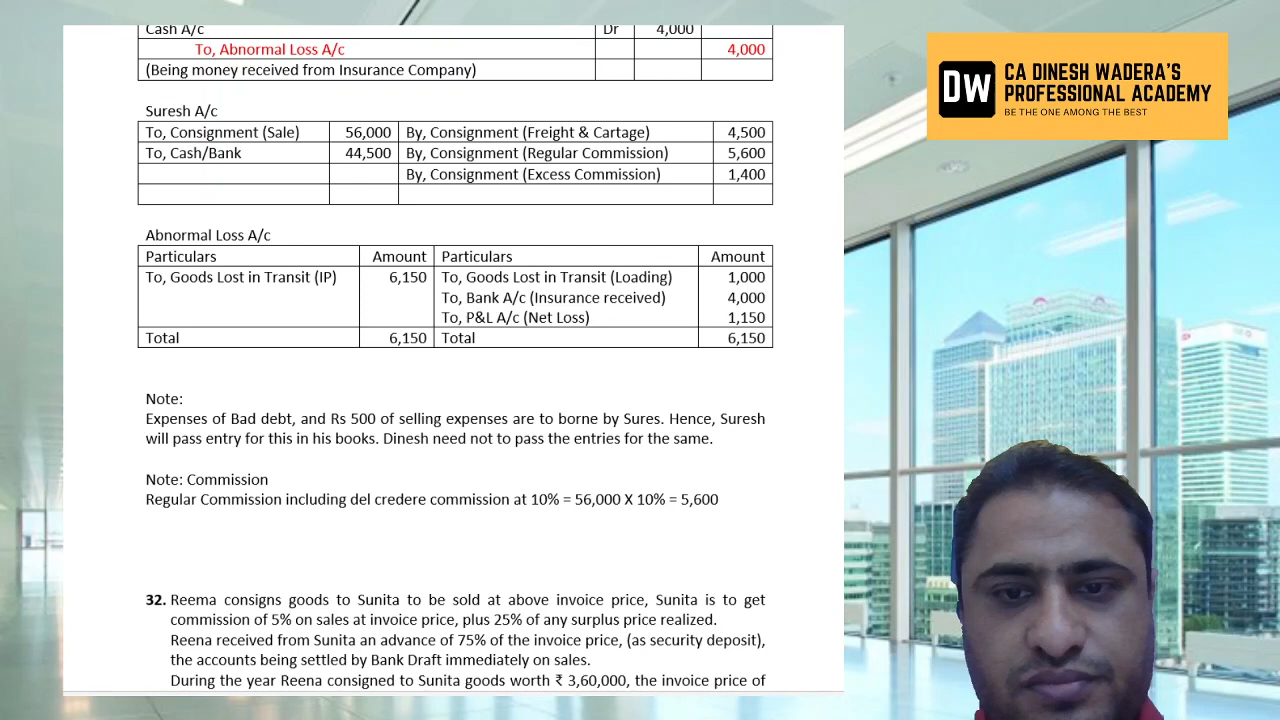 Cash A/c Dr 4,000
To, Abnormal Loss A/c 4,000
(Being money received from Insurance Company)
Suresh A/c
To, Consignment (Sale) 56,000 By, Consignment (Freight & Cartage) 4,500
To, Cash/Bank 44,500 By, Consignment (Regular Commission) 5,600
By, Consignment (Excess Commission) 1,400
Abnormal Loss A/c
Particulars Amount Particulars Amount
To, Goods Lost in Transit (IP) 6,150 To, Goods Lost in Transit (Loading) 1,000
To, Bank A/c (Insurance received) 4,000
To, P&L A/c (Net Loss) 1,150
Total 6,150 Total 6,150
Note:
Expenses of Bad debt, and Rs 500 of selling expenses are to borne by Sures. Hence, Suresh
will pass entry for this in his books. Dinesh need not to pass the entries for the same.
Note: Commission
Regular Commission including del credere commission at 10% = 56,000 X 10% = 5,600
32. Reema consigns goods to Sunita to be sold at above invoice price, Sunita is to get
commission of 5% on sales at invoice price, plus 25% of any surplus price realized.
Reena received from Sunita an advance of 75% of the invoice price, (as security deposit),
the accounts being settled by Bank Draft immediately on sales.
During the year Reena consigned to Sunita goods worth ₹ 3,60,000, the invoice price of
DW
CA DINESH WADERA'S
PROFESSIONAL ACADEMY
BE THE ONE AMONG THE BEST